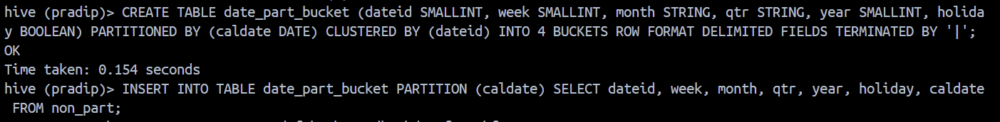 hive (pradip)> CREATE TABLE date_part_bucket (dateid SMALLINT, week SMALLINT, month STRING, qtr STRING, year SMALLINT, holida
y BOOLEAN) PARTITIONED BY (caldate DATE) CLUSTERED BY (dateid) INTO 4 BUCKETS ROW FORMAT DELIMITED FIELDS TERMINATED BY '|';
OK
Time taken: 0.154 seconds
hive (pradip)> INSERT INTO TABLE date_part_bucket PARTITION (caldate) SELECT dateid, week, month, qtr, year, holiday, caldate
 FROM non_part;